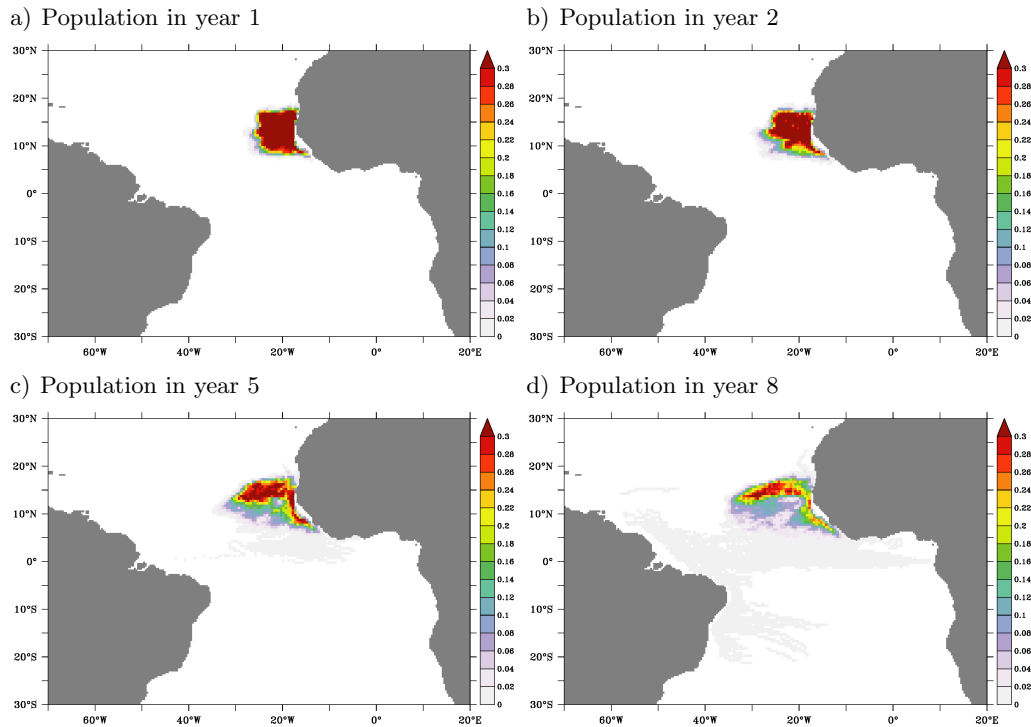 a) Population in year 1
30°N
20°N
10°N
0°
10°S
20°S
30°S
60°W 40°W 20°W 0° 20°E
0.3
0.28
0.26
0.24
0.22
0.2
0.18
0.16
0.14
0.12
0.1
0.08
0.06
0.04
0.02
0
b) Population in year 2
30°N
20°N
10°N
0°
10°S
20°S
30°S
60°W 40°W 20°W 0° 20°E
0.3
0.28
0.26
0.24
0.22
0.2
0.18
0.16
0.14
0.12
0.1
0.08
0.06
0.04
0.02
0
c) Population in year 5
30°N
20°N
10°N
0°
10°S
20°S
30°S
60°W 40°W 20°W 0° 20°E
0.3
0.28
0.26
0.24
0.22
0.2
0.18
0.16
0.14
0.12
0.1
0.08
0.06
0.04
0.02
0
d) Population in year 8
30°N
20°N
10°N
0°
10°S
20°S
30°S
60°W 40°W 20°W 0° 20°E
0.3
0.28
0.26
0.24
0.22
0.2
0.18
0.16
0.14
0.12
0.1
0.08
0.06
0.04
0.02
0